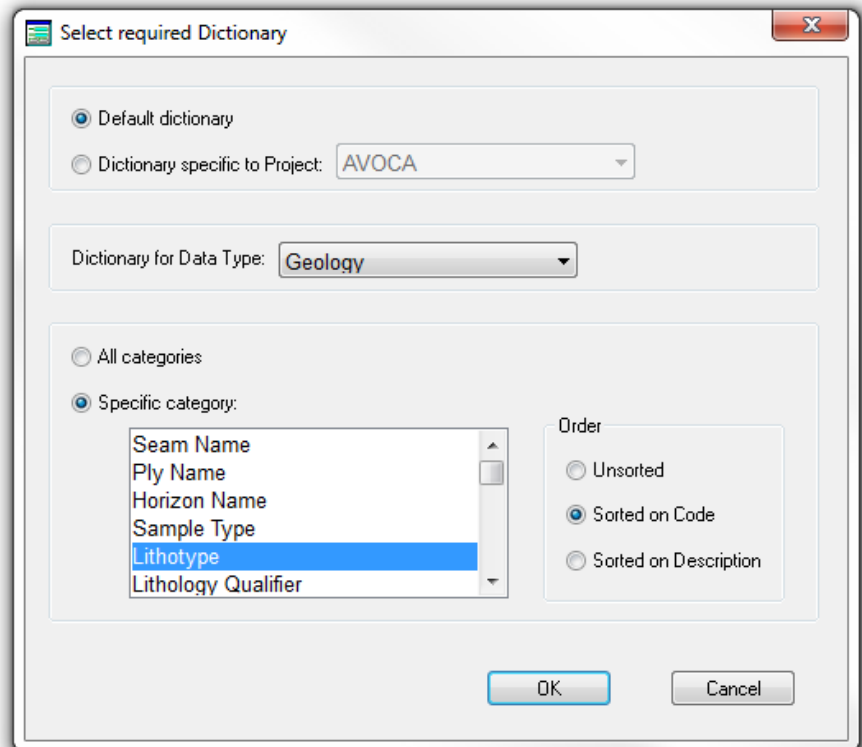 Select required Dictionary
Default dictionary
Dictionary specific to Project: AVOCA
Dictionary for Data Type: Geology
All categories
Specific category:
Seam Name
Ply Name
Horizon Name
Sample Type
Lithotype
Lithology Qualifier
Order
Unsorted
Sorted on Code
Sorted on Description
OK Cancel